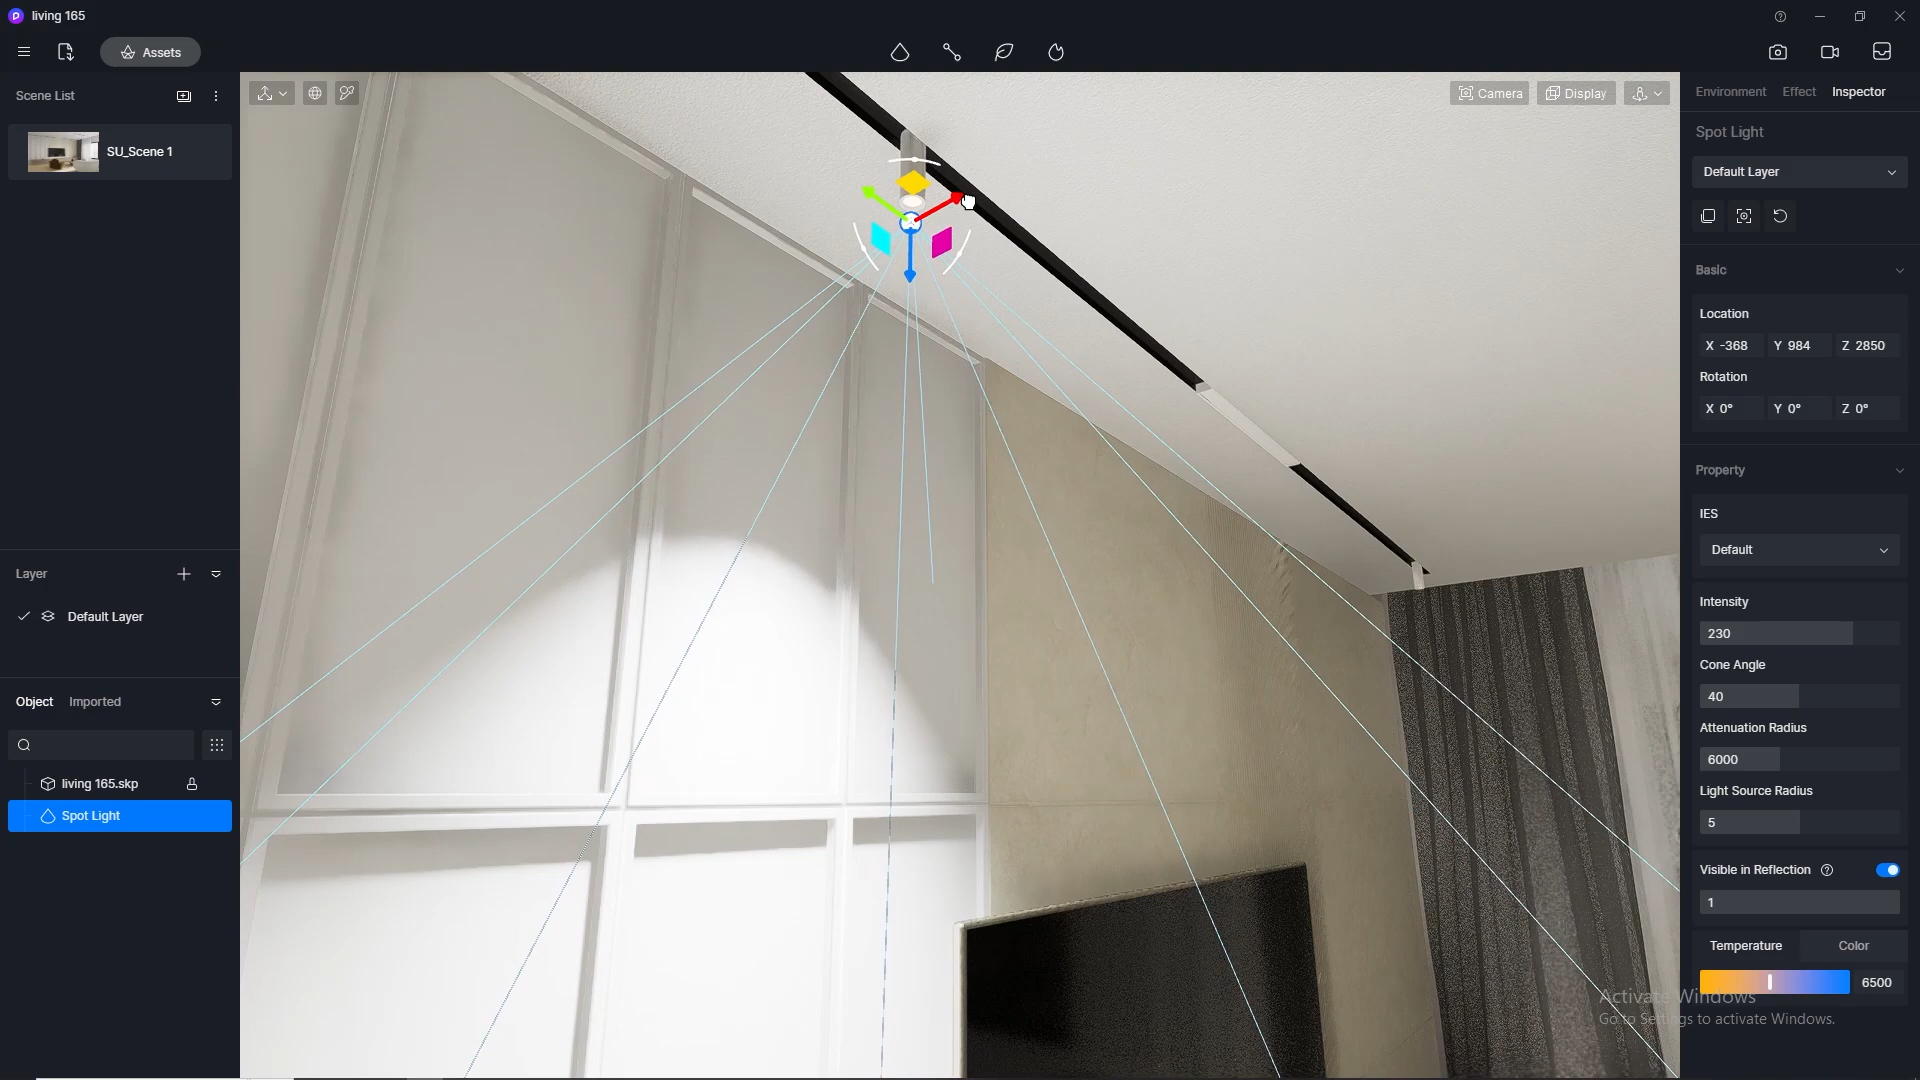 living 165
Assets
Scene List
SU_Scene 1
Layer
Default Layer
Object
Imported
living 165.skp
Spot Light
Camera
Display
Environment
Effect
Inspector
Spot Light
Default Layer
Basic
Location
X -368
Y 984
Z 2850
Rotation
X 0°
Y 0°
Z 0°
Property
IES
Default
Intensity
230
Cone Angle
40
Attenuation Radius
6000
Light Source Radius
5
Visible in Reflection
1
Temperature
Color
6500
Activate Windows
Go to Settings to activate Windows.